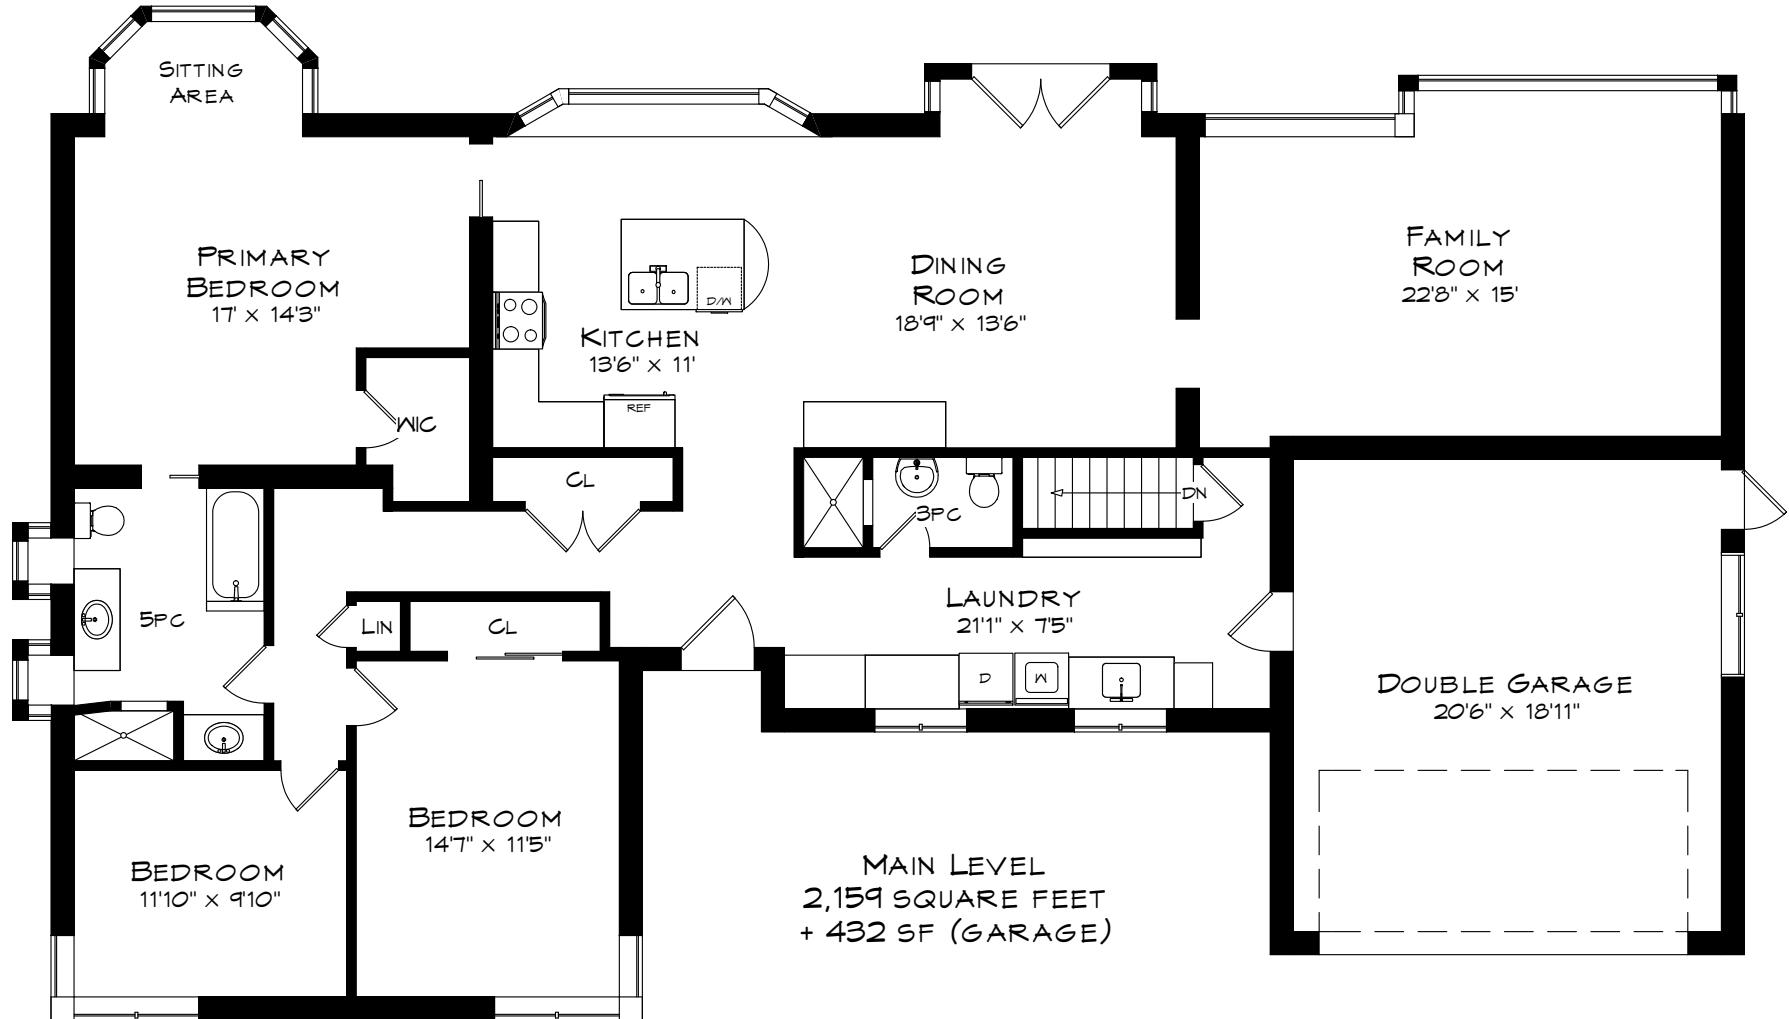 SITTING
AREA
PRIMARY
BEDROOM
17' x 14'3"
WIC
KITCHEN
13'6" x 11'
D/W
REF
CL
DINING
ROOM
18'9" x 13'6"
FAMILY
ROOM
22'8" x 15'
3PC
DN
5PC
LIN
CL
LAUNDRY
21'1" x 7'5"
D
W
DOUBLE GARAGE
20'6" x 18'11"
BEDROOM
11'10" x 9'10"
BEDROOM
14'7" x 11'5"
MAIN LEVEL
2,159 SQUARE FEET
+ 432 SF (GARAGE)